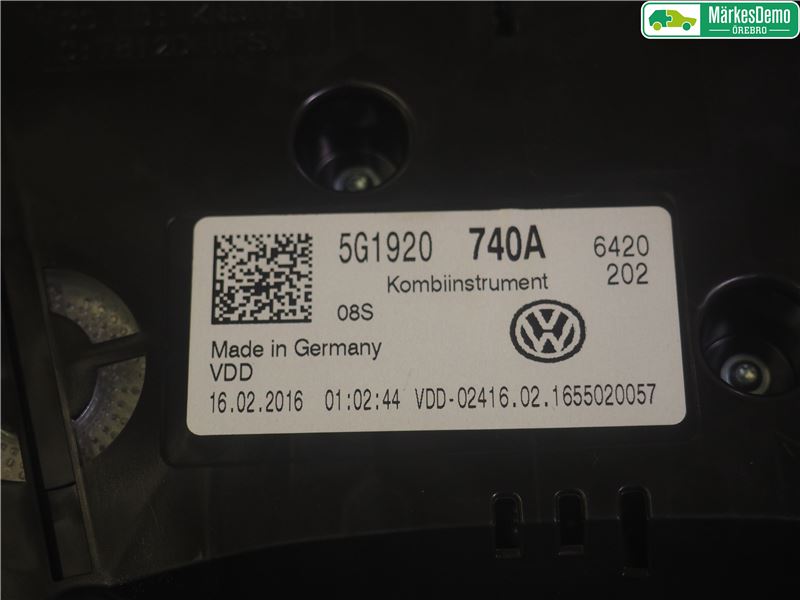 MärkesDemo
ÖREBRO
5G1920 740A 6420
Kombiinstrument 202
08S
Made in Germany
VDD
16.02.2016 01:02:44 VDD-02416.02.1655020057